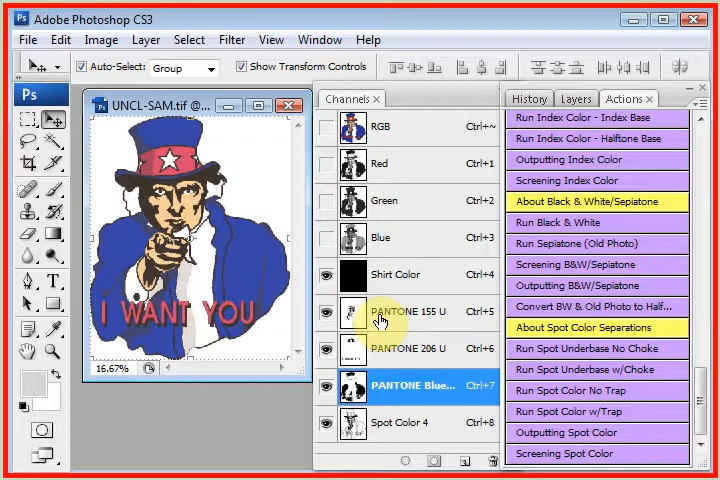 Ps Adobe Photoshop CS3
File Edit Image Layer Select Filter View Window Help
Auto-Select: Group Show Transform Controls
Ps
UNCL-SAM.tif @...
I WANT YOU
16.67%
Channels ×
RGB Ctrl+~
Red Ctrl+1
Green Ctrl+2
Blue Ctrl+3
Shirt Color Ctrl+4
PANTONE 155 U Ctrl+5
PANTONE 206 U Ctrl+6
PANTONE Blue... Ctrl+7
Spot Color 4 Ctrl+8
History Layers Actions ×
Run Index Color - Index Base
Run Index Color - Halftone Base
Outputting Index Color
Screening Index Color
About Black & White/Sepiatone
Run Black & White
Run Sepiatone (Old Photo)
Screening B&W/Sepiatone
Outputting B&W/Sepiatone
Convert BW & Old Photo to Half...
About Spot Color Separations
Run Spot Underbase No Choke
Run Spot Underbase w/Choke
Run Spot Color No Trap
Run Spot Color w/Trap
Outputting Spot Color
Screening Spot Color